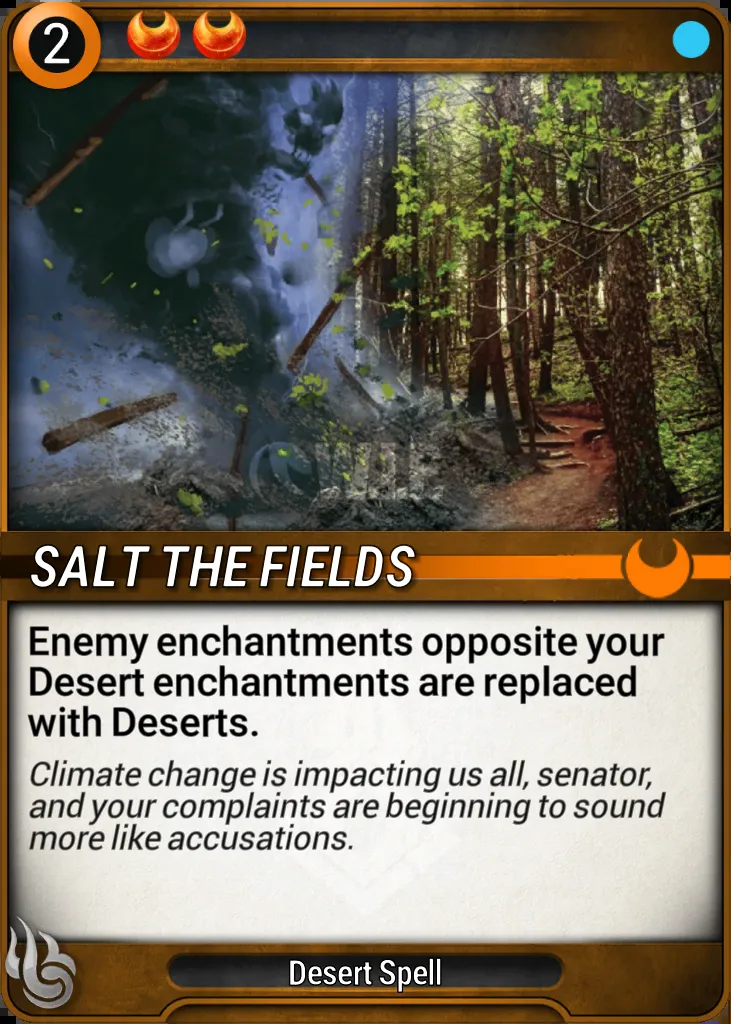 2
SALT THE FIELDS
Enemy enchantments opposite your
Desert enchantments are replaced
with Deserts.
Climate change is impacting us all, senator,
and your complaints are beginning to sound
more like accusations.
Desert Spell